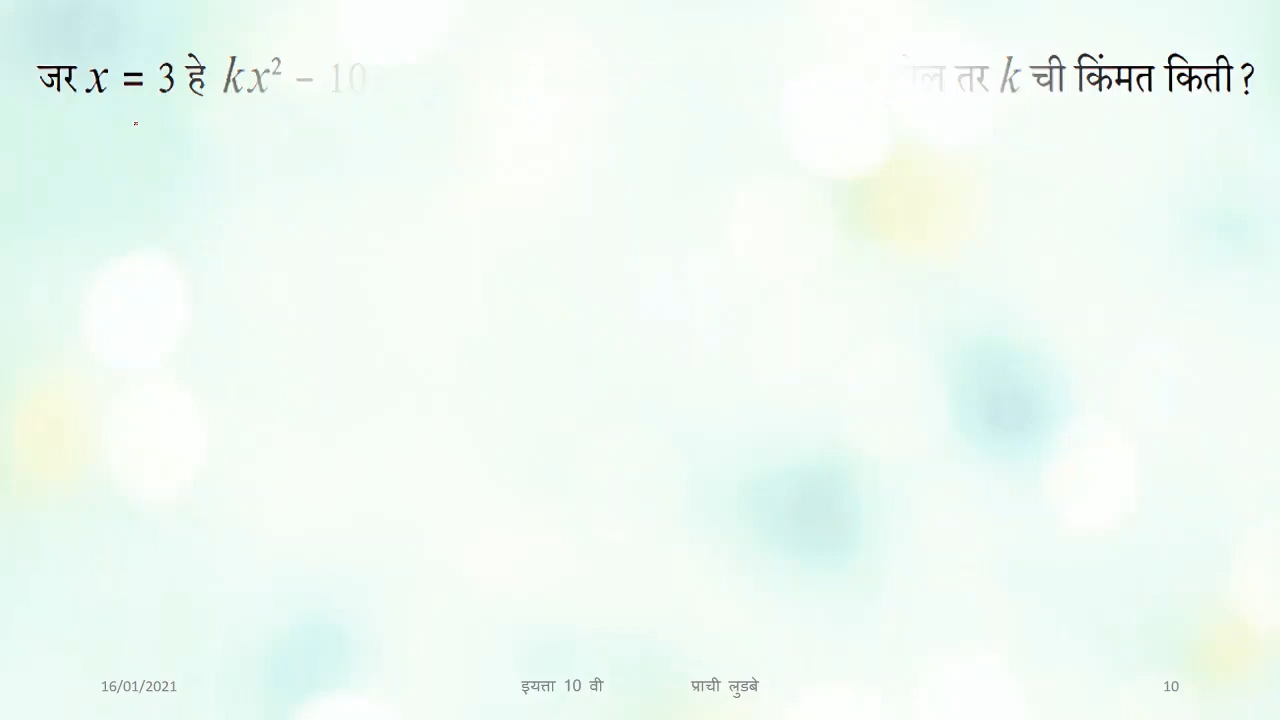 जर x = 3 हे kx² – 10 तर k ची किंमत किती ?
16/01/2021 इयत्ता 10 वी प्राची लुडबे 10